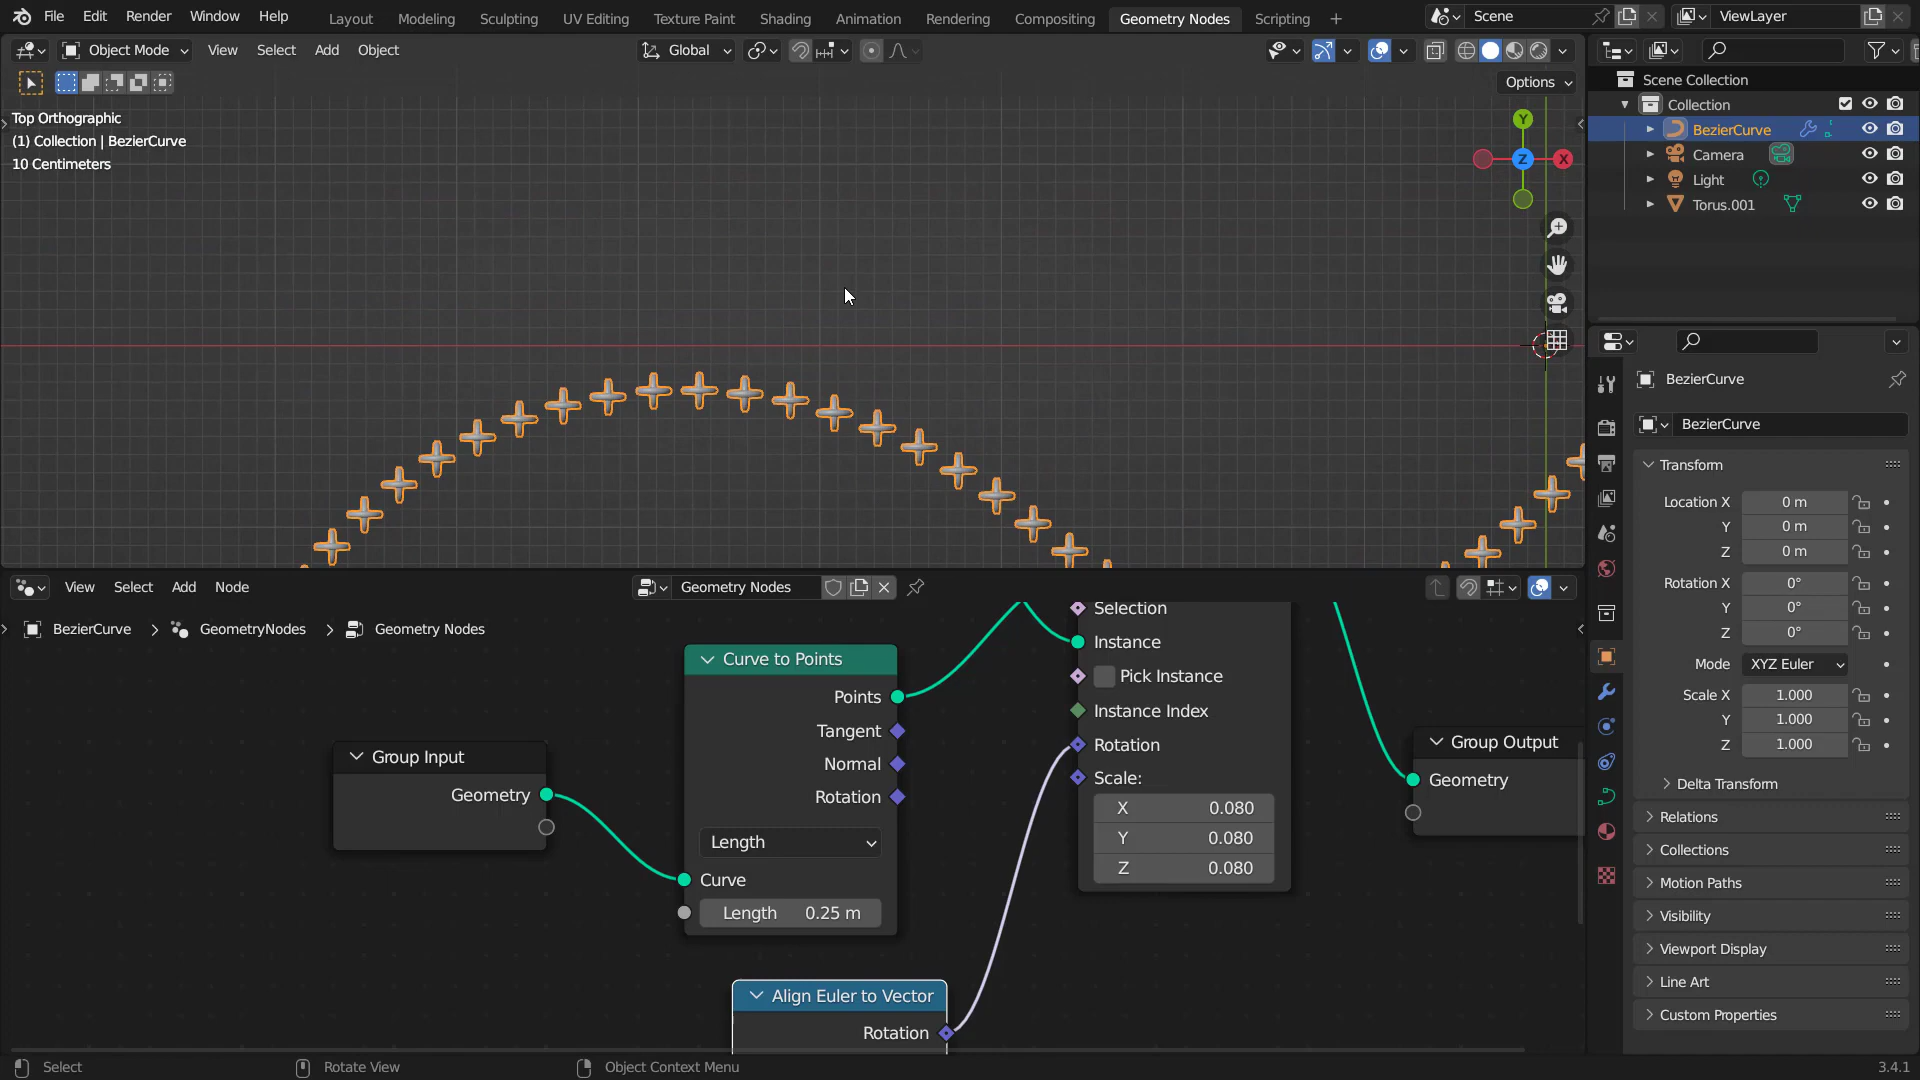 File Edit Render Window Help Layout Modeling Sculpting UV Editing Texture Paint Shading Animation Rendering Compositing Geometry Nodes Scripting + Scene ViewLayer
Object Mode View Select Add Object Global
Options
Top Orthographic
(1) Collection | BezierCurve
10 Centimeters
Y
Z X
Scene Collection
Collection
BezierCurve
Camera
Light
Torus.001
BezierCurve
BezierCurve
Transform
Location X 0 m
Y 0 m
Z 0 m
Rotation X 0°
Y 0°
Z 0°
Mode XYZ Euler
Scale X 1.000
Y 1.000
Z 1.000
Delta Transform
Relations
Collections
Motion Paths
Visibility
Viewport Display
Line Art
Custom Properties
View Select Add Node Geometry Nodes
BezierCurve > GeometryNodes > Geometry Nodes
Group Input
Geometry
Curve to Points
Points
Tangent
Normal
Rotation
Length
Curve
Length 0.25 m
Align Euler to Vector
Rotation
Selection
Instance
Pick Instance
Instance Index
Rotation
Scale:
X 0.080
Y 0.080
Z 0.080
Group Output
Geometry
Select Rotate View Object Context Menu 3.4.1